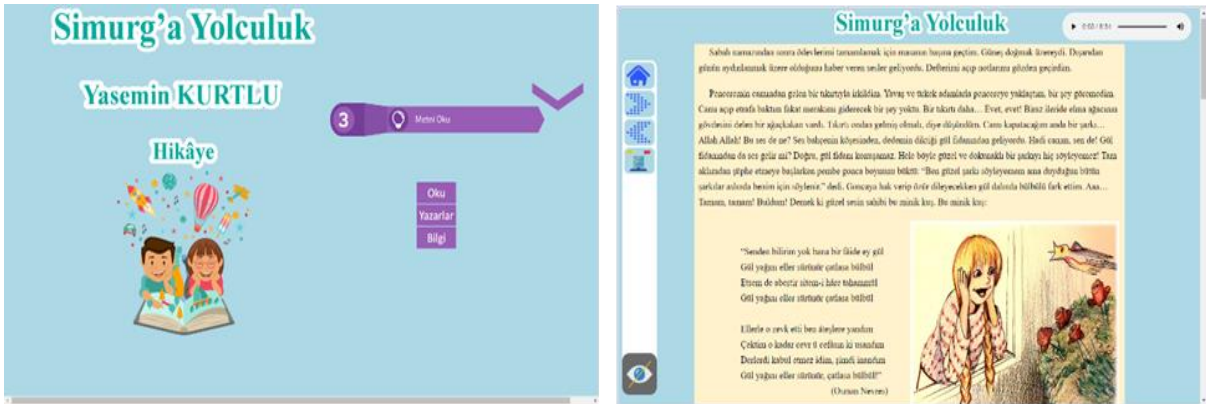 Simurg’a Yolculuk
Yasemin KURTLU
Hikâye
3 Metni Oku
Oku
Yazarlar
Bilgi
Simurg’a Yolculuk
Sabah namazından sonra ödevlerimi tamamlamak için masanın başına geçtim. Güneş doğmak üzereydi. Dışarıdan
günün aydınlanmak üzere olduğunu haber veren sesler geliyordu. Defterimi açıp notlarımı gözden geçirdim.
Penceremin camından gelen bir tıkırtıyla irkildim. Yavaş ve ürkek adımlarla pencereye yaklaştım, bir şey göremedim.
Camı açıp etrafa baktım fakat merakımı giderecek bir şey yoktu. Bir tıkırtı daha… Evet, evet! Biraz ileride elma ağacının
gövdesini delen bir ağaçkakan vardı. Tıkırtı ondan gelmiş olmalı, diye düşündüm. Camı kapatacağım anda bir şarkı…
Allah Allah! Bu ses de ne? Ses bahçenin köşesinden, dedemin diktiği gül fidanından geliyordu. Hadi canım, sen de! Gül
fidanından da ses gelir mi? Doğru, gül fidanı konuşamaz. Hele böyle güzel ve dokunaklı bir şarkıyı hiç söyleyemez! Tam
aklımdan şüphe etmeye başlarken pembe gonca boynunu büktü: “Ben güzel şarkı söyleyemem ama duyduğun bütün
şarkılar aslında benim için söylenir.” dedi. Goncaya hak verip özür dileyecekken gül dalında bülbülü fark ettim. Aaa…
Tamam, tamam! Buldum! Demek ki güzel sesin sahibi bu minik kuş. Bu minik kuş:
“Senden bilirim yok bana bir fâide ey gül
Gül yağını eller sürünür çatlasa bülbül
Etsem de abestir sitem-i hâre tahammül
Gül yağını eller sürünür çatlasa bülbül
Ellerle o zevk etti ben âteşlere yandım
Çektim o kadar cevr ü cefâsın ki usandım
Derlerdi kabul etmez idim, şimdi inandım
Gül yağını eller sürünür, çatlasa bülbül!”
(Osman Nevres)